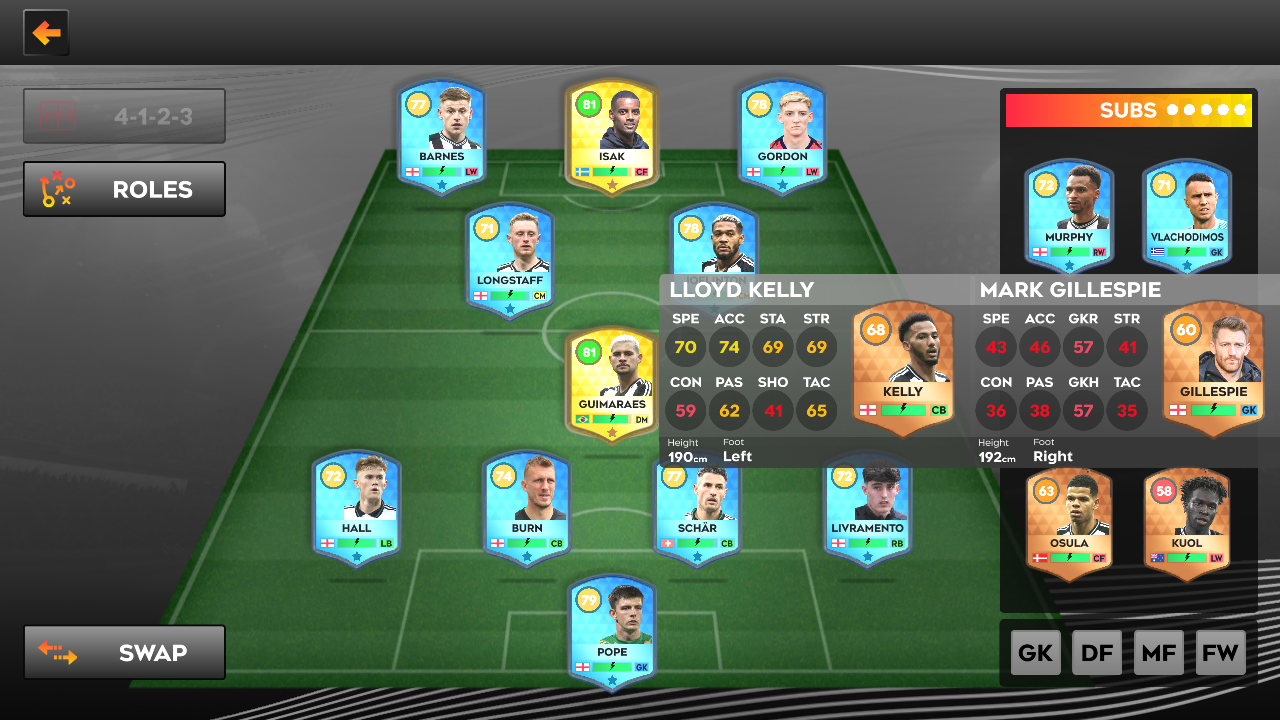 4-1-2-3
ROLES
SWAP
77
BARNES
LW
81
ISAK
CF
78
GORDON
LW
71
LONGSTAFF
CM
78
JOELINTON
81
GUIMARAES
DM
72
HALL
LB
74
BURN
CB
77
SCHÄR
CB
72
LIVRAMENTO
RB
79
POPE
GK
SUBS
72
MURPHY
RW
71
VLACHODIMOS
GK
LLOYD KELLY
SPE ACC STA STR
70 74 69 69
CON PAS SHO TAC
59 62 41 65
Height Foot
190cm Left
68
KELLY
CB
MARK GILLESPIE
SPE ACC GKR STR
43 46 57 41
CON PAS GKH TAC
36 38 57 35
Height Foot
192cm Right
60
GILLESPIE
GK
63
OSULA
CF
58
KUOL
LW
GK DF MF FW